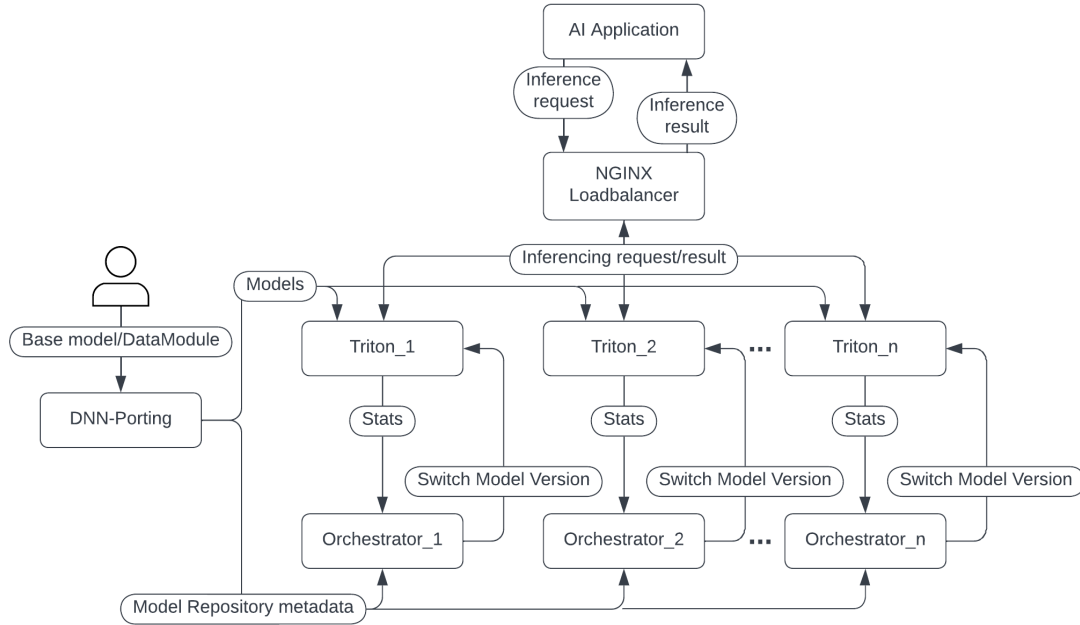 AI Application
Inference
request
Inference
result
NGINX
Loadbalancer
Inferencing request/result
Models
Base model/DataModule
Triton_1
Triton_2
...
Triton_n
DNN-Porting
Stats
Stats
Stats
Switch Model Version
Switch Model Version
Switch Model Version
Orchestrator_1
Orchestrator_2
...
Orchestrator_n
Model Repository metadata